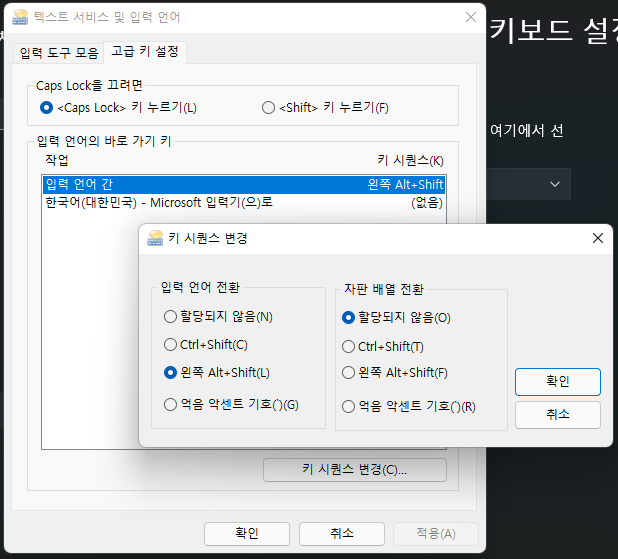 텍스트 서비스 및 입력 언어
키보드 설정
입력 도구 모음
고급 키 설정
Caps Lock을 끄려면
<Caps Lock> 키 누르기(L)
<Shift> 키 누르기(F)
여기에서 선
입력 언어의 바로 가기 키
작업
키 시퀀스(K)
입력 언어 간
왼쪽 Alt+Shift
한국어(대한민국) - Microsoft 입력기(으)로
(없음)
키 시퀀스 변경
입력 언어 전환
할당되지 않음(N)
Ctrl+Shift(C)
왼쪽 Alt+Shift(L)
억음 악센트 기호(`)(G)
자판 배열 전환
할당되지 않음(O)
Ctrl+Shift(T)
왼쪽 Alt+Shift(F)
억음 악센트 기호(`)(R)
확인
취소
키 시퀀스 변경(C)...
확인
취소
적용(A)